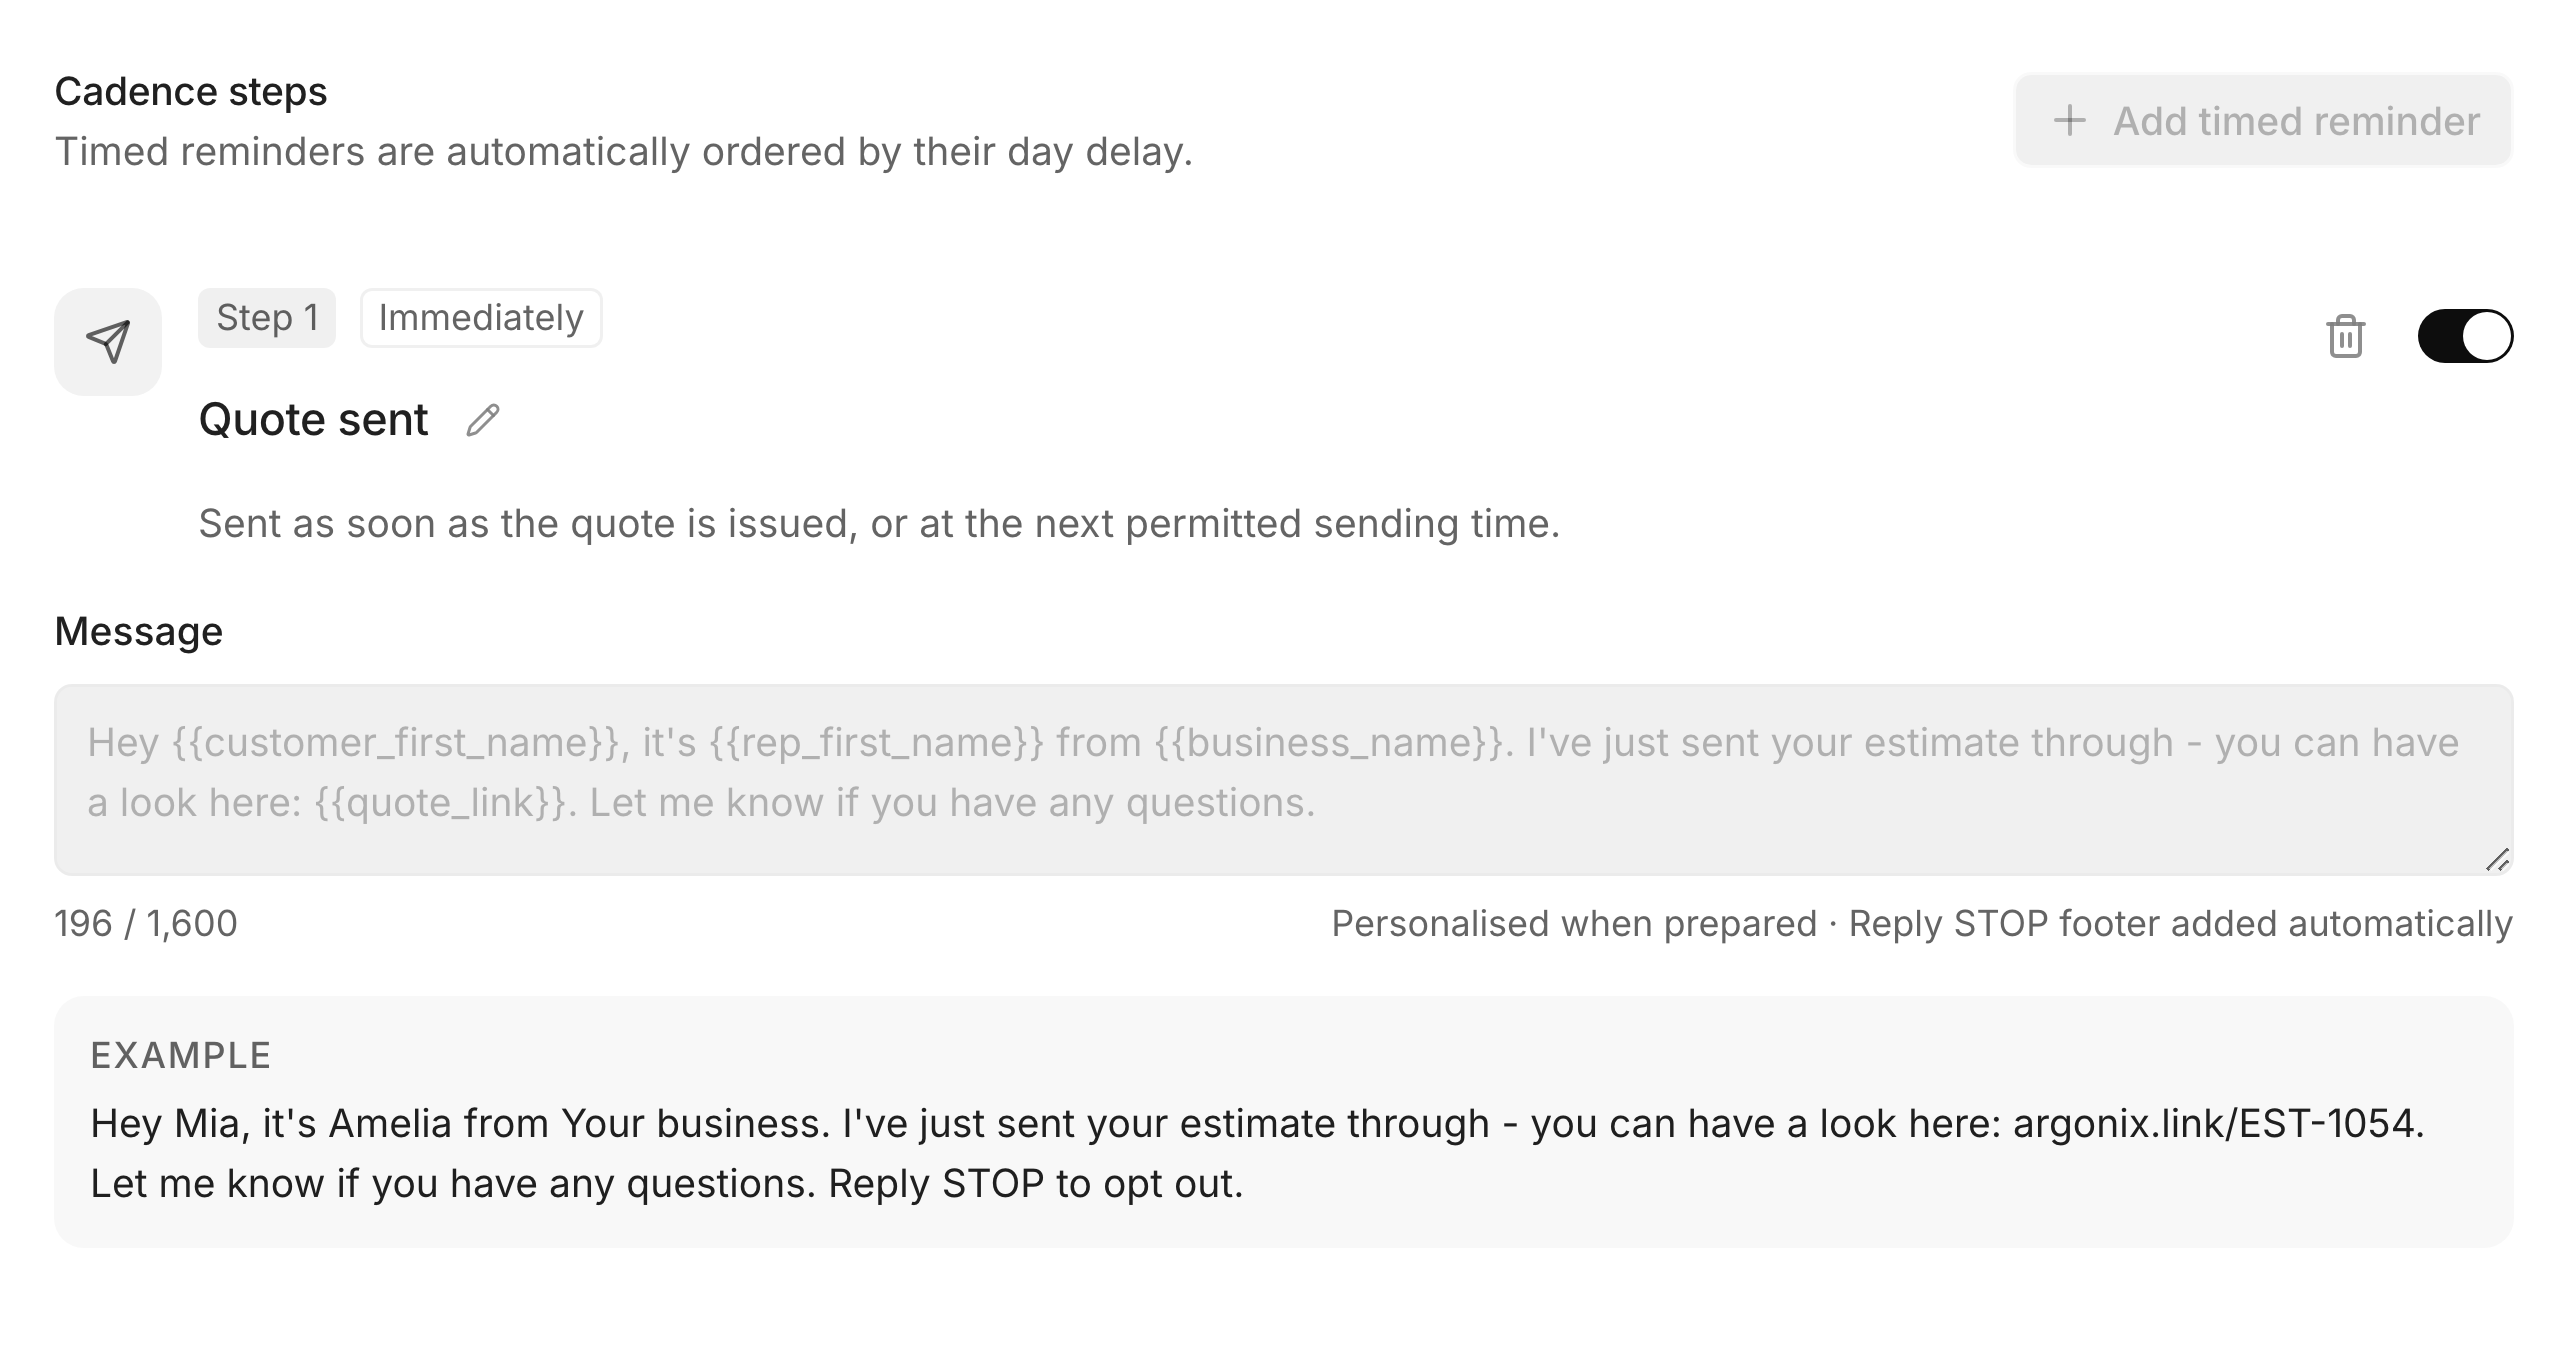 Cadence steps
Timed reminders are automatically ordered by their day delay.
Add timed reminder
Step 1
Immediately
Quote sent
Sent as soon as the quote is issued, or at the next permitted sending time.
Message
Hey {{customer_first_name}}, it's {{rep_first_name}} from {{business_name}}. I've just sent your estimate through - you can have
a look here: {{quote_link}}. Let me know if you have any questions.
196 / 1,600
Personalised when prepared · Reply STOP footer added automatically
EXAMPLE
Hey Mia, it's Amelia from Your business. I've just sent your estimate through - you can have a look here: argonix.link/EST-1054.
Let me know if you have any questions. Reply STOP to opt out.